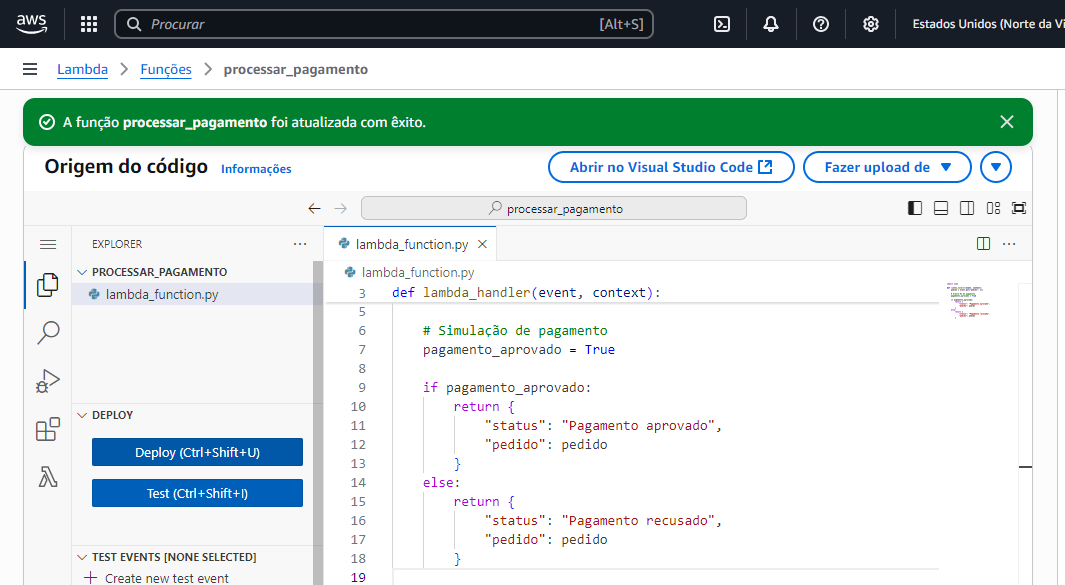 aws
Procurar [Alt+S]
Estados Unidos (Norte da Vi
Lambda > Funções > processar_pagamento
A função processar_pagamento foi atualizada com êxito.
Origem do código Informações
Abrir no Visual Studio Code
Fazer upload de
processar_pagamento
EXPLORER
lambda_function.py
PROCESSAR_PAGAMENTO
lambda_function.py
lambda_function.py
3 def lambda_handler(event, context):
5
6 # Simulação de pagamento
7 pagamento_aprovado = True
8
9 if pagamento_aprovado:
10 return {
11 "status": "Pagamento aprovado",
12 "pedido": pedido
13 }
14 else:
15 return {
16 "status": "Pagamento recusado",
17 "pedido": pedido
18 }
19
DEPLOY
Deploy (Ctrl+Shift+U)
Test (Ctrl+Shift+I)
TEST EVENTS [NONE SELECTED]
Create new test event